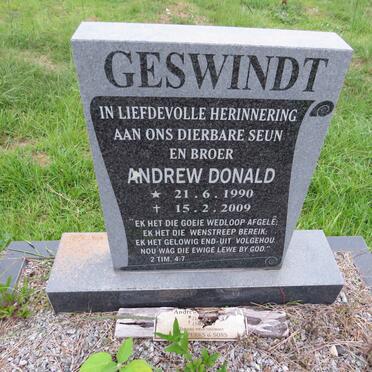 GESWINDT
IN LIEFDEVOLLE HERINNERING
AAN ONS DIERBARE SEUN
EN BROER
ANDREW DONALD
★ 21.6.1990
✝ 15.2.2009
"EK HET DIE GOEIE WEDLOOP AFGELÊ;
EK HET DIE WENSTREEP BEREIK;
EK HET GELOWIG END-UIT VOLGEHOU.
NOU WAG DIE EWIGE LEWE BY GOD."
2 TIM. 4:7
Andrew
& SONS